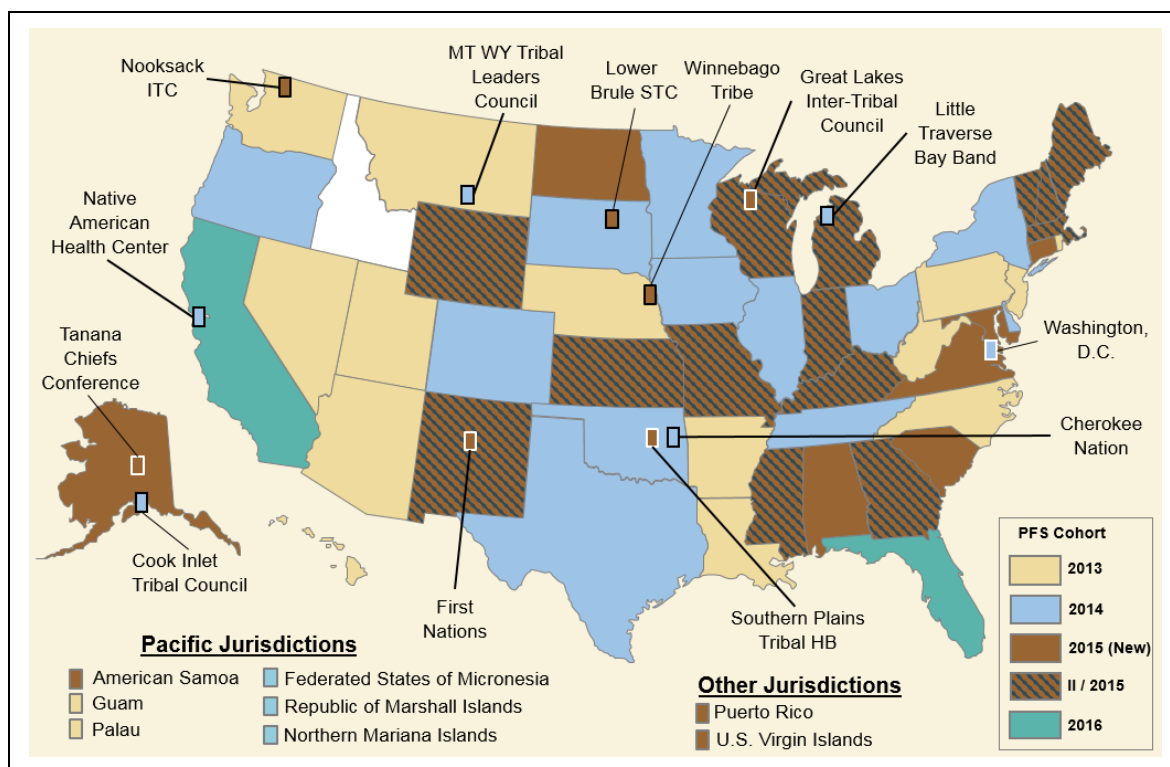 Nooksack
ITC
MT WY Tribal
Leaders
Council
Lower
Brule STC
Winnebago
Tribe
Great Lakes
Inter-Tribal
Council
Little
Traverse
Bay Band
Native
American
Health Center
Tanana
Chiefs
Conference
Washington,
D.C.
Cherokee
Nation
Cook Inlet
Tribal Council
First
Nations
Southern Plains
Tribal HB
Pacific Jurisdictions
American Samoa
Guam
Palau
Federated States of Micronesia
Republic of Marshall Islands
Northern Mariana Islands
Other Jurisdictions
Puerto Rico
U.S. Virgin Islands
PFS Cohort
2013
2014
2015 (New)
II / 2015
2016